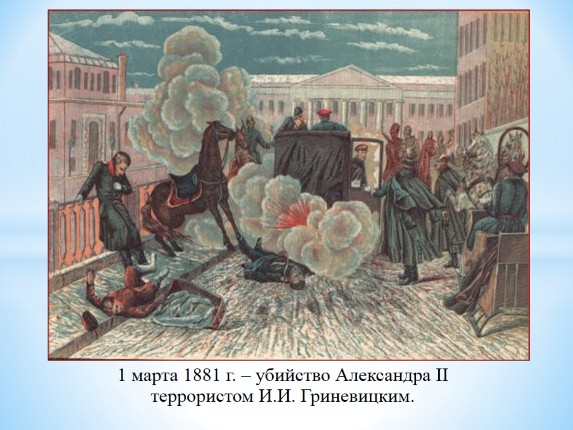 1 марта 1881 г. – убийство Александра II
террористом И.И. Гриневицким.